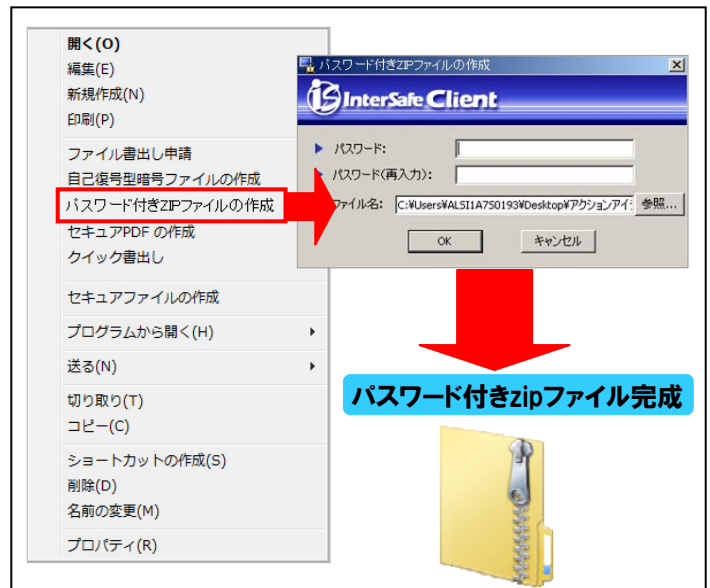 開く(O)
編集(E)
新規作成(N)
印刷(P)
ファイル書出し申請
自己復号型暗号ファイルの作成
パスワード付きZIPファイルの作成
セキュアPDF の作成
クイック書出し
セキュアファイルの作成
プログラムから開く(H)
送る(N)
切り取り(T)
コピー(C)
ショートカットの作成(S)
削除(D)
名前の変更(M)
プロパティ(R)
パスワード付きZIPファイルの作成
InterSafe Client
パスワード:
パスワード(再入力):
ファイル名: C:¥Users¥ALSI1A750193¥Desktop¥アクションアイ 参照...
OK キャンセル
パスワード付きzipファイル完成